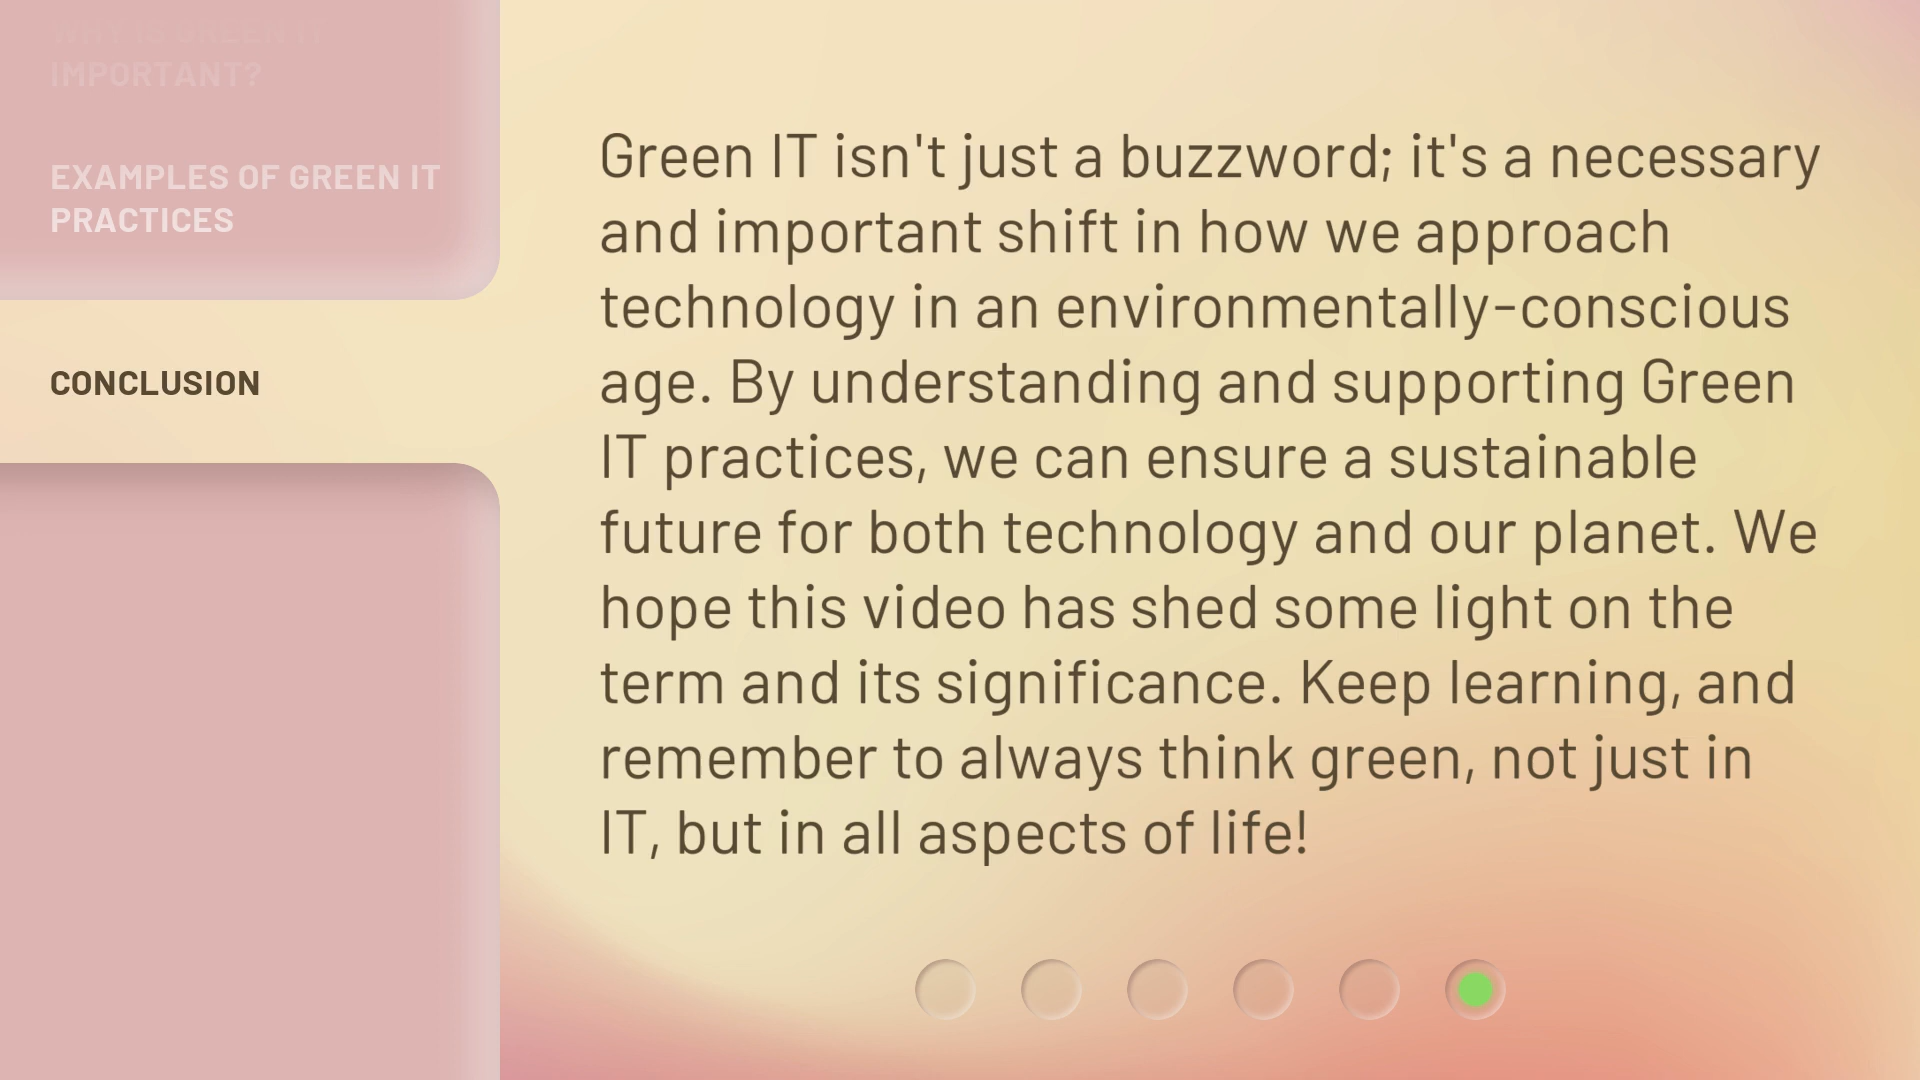 WHY IS GREEN IT
IMPORTANT?
EXAMPLES OF GREEN IT
PRACTICES
CONCLUSION
Green IT isn't just a buzzword; it's a necessary
and important shift in how we approach
technology in an environmentally-conscious
age. By understanding and supporting Green
IT practices, we can ensure a sustainable
future for both technology and our planet. We
hope this video has shed some light on the
term and its significance. Keep learning, and
remember to always think green, not just in
IT, but in all aspects of life!